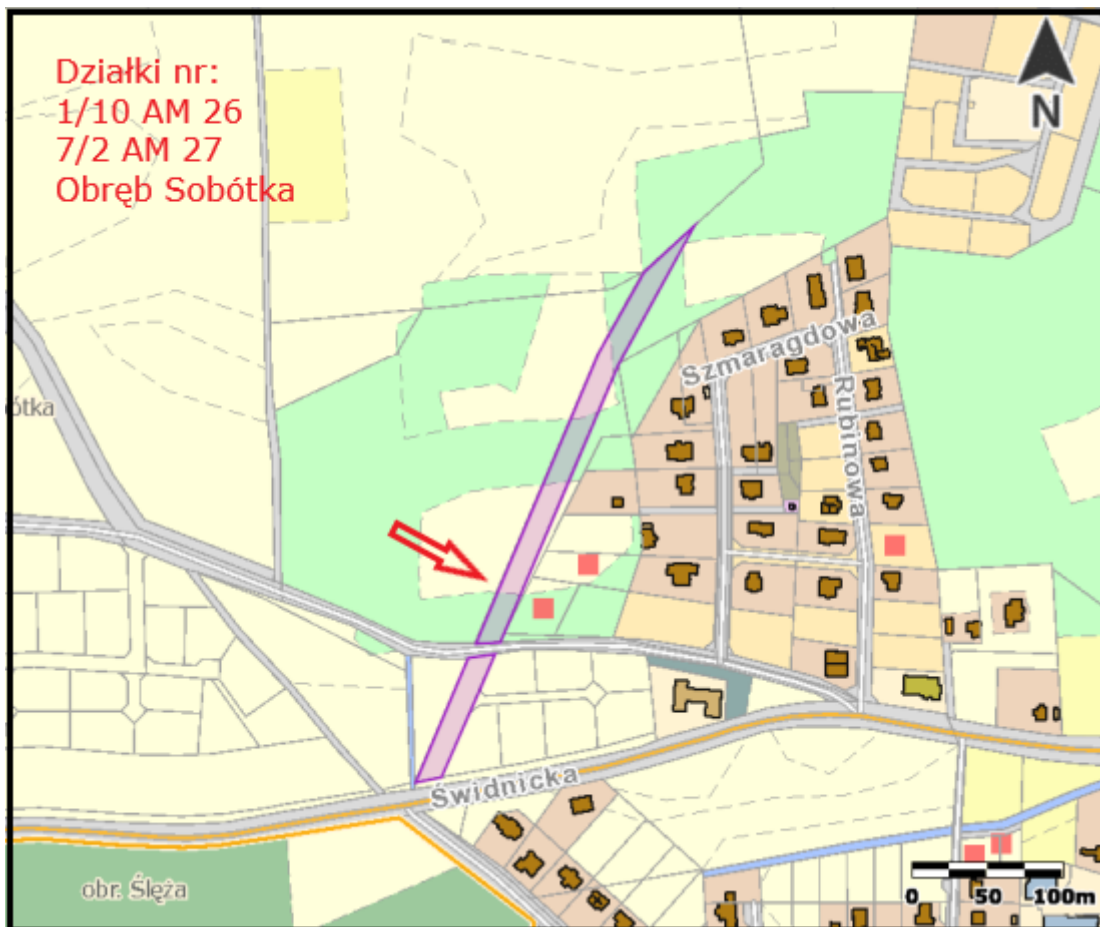 Działki nr:
1/10 AM 26
7/2 AM 27
Obręb Sobótka
N
Szmaragdowa
Rubinowa
ótka
Świdnicka
obr. Ślęża
0 50 100m